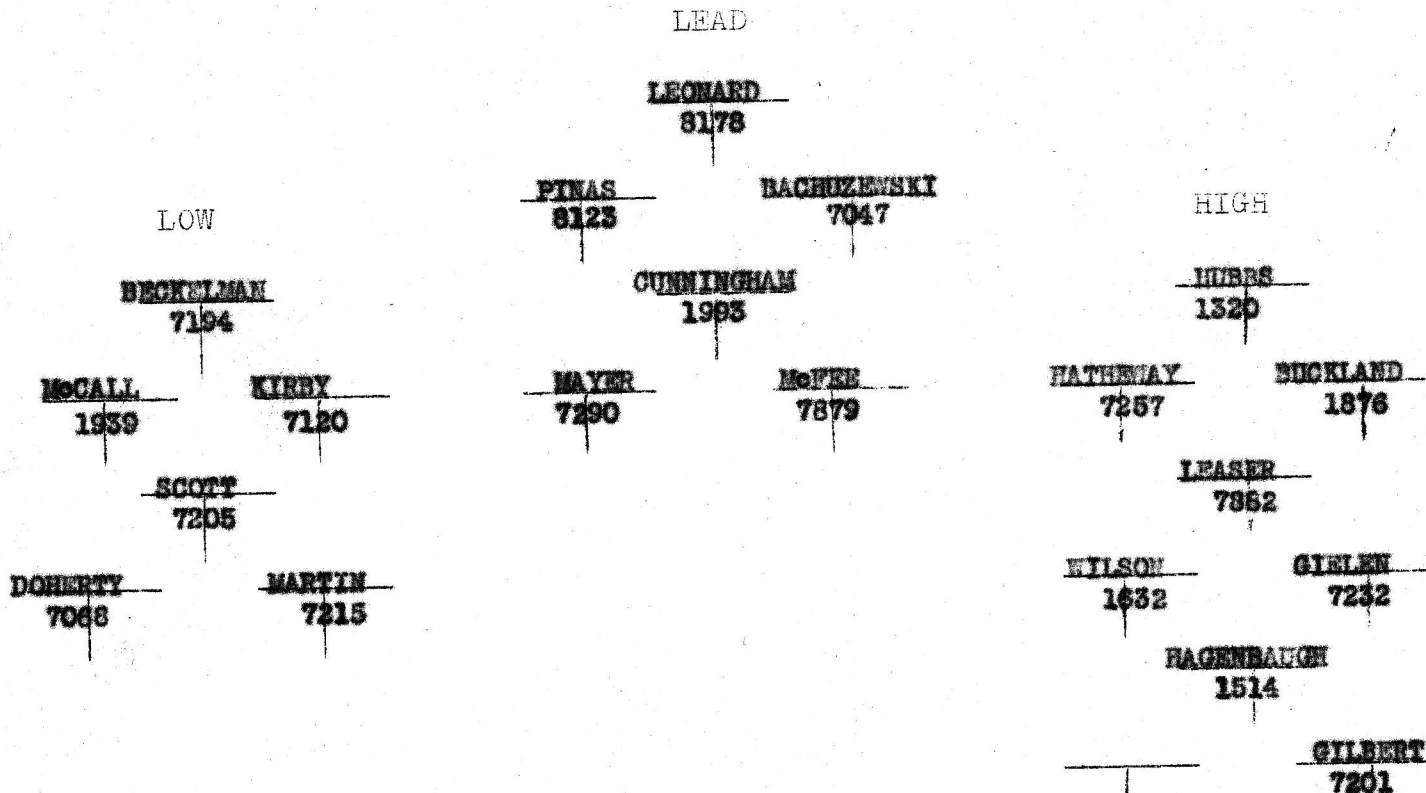 LEAD
LEONARD
8178
PINAS BACHUZEWSKI
8123 7047
CUNNINGHAM
1993
MAYER McFEE
7290 7879
LOW
BECKELMAN
7194
McCALL KIRBY
1939 7120
SCOTT
7205
DOHERTY MARTIN
7068 7215
HIGH
HUBBS
1320
HATHEWAY BUCKLAND
7257 1876
LEASER
WILSON GIELEN
1632 7232
HAGENBAUGH
1514
GILBERT
7201